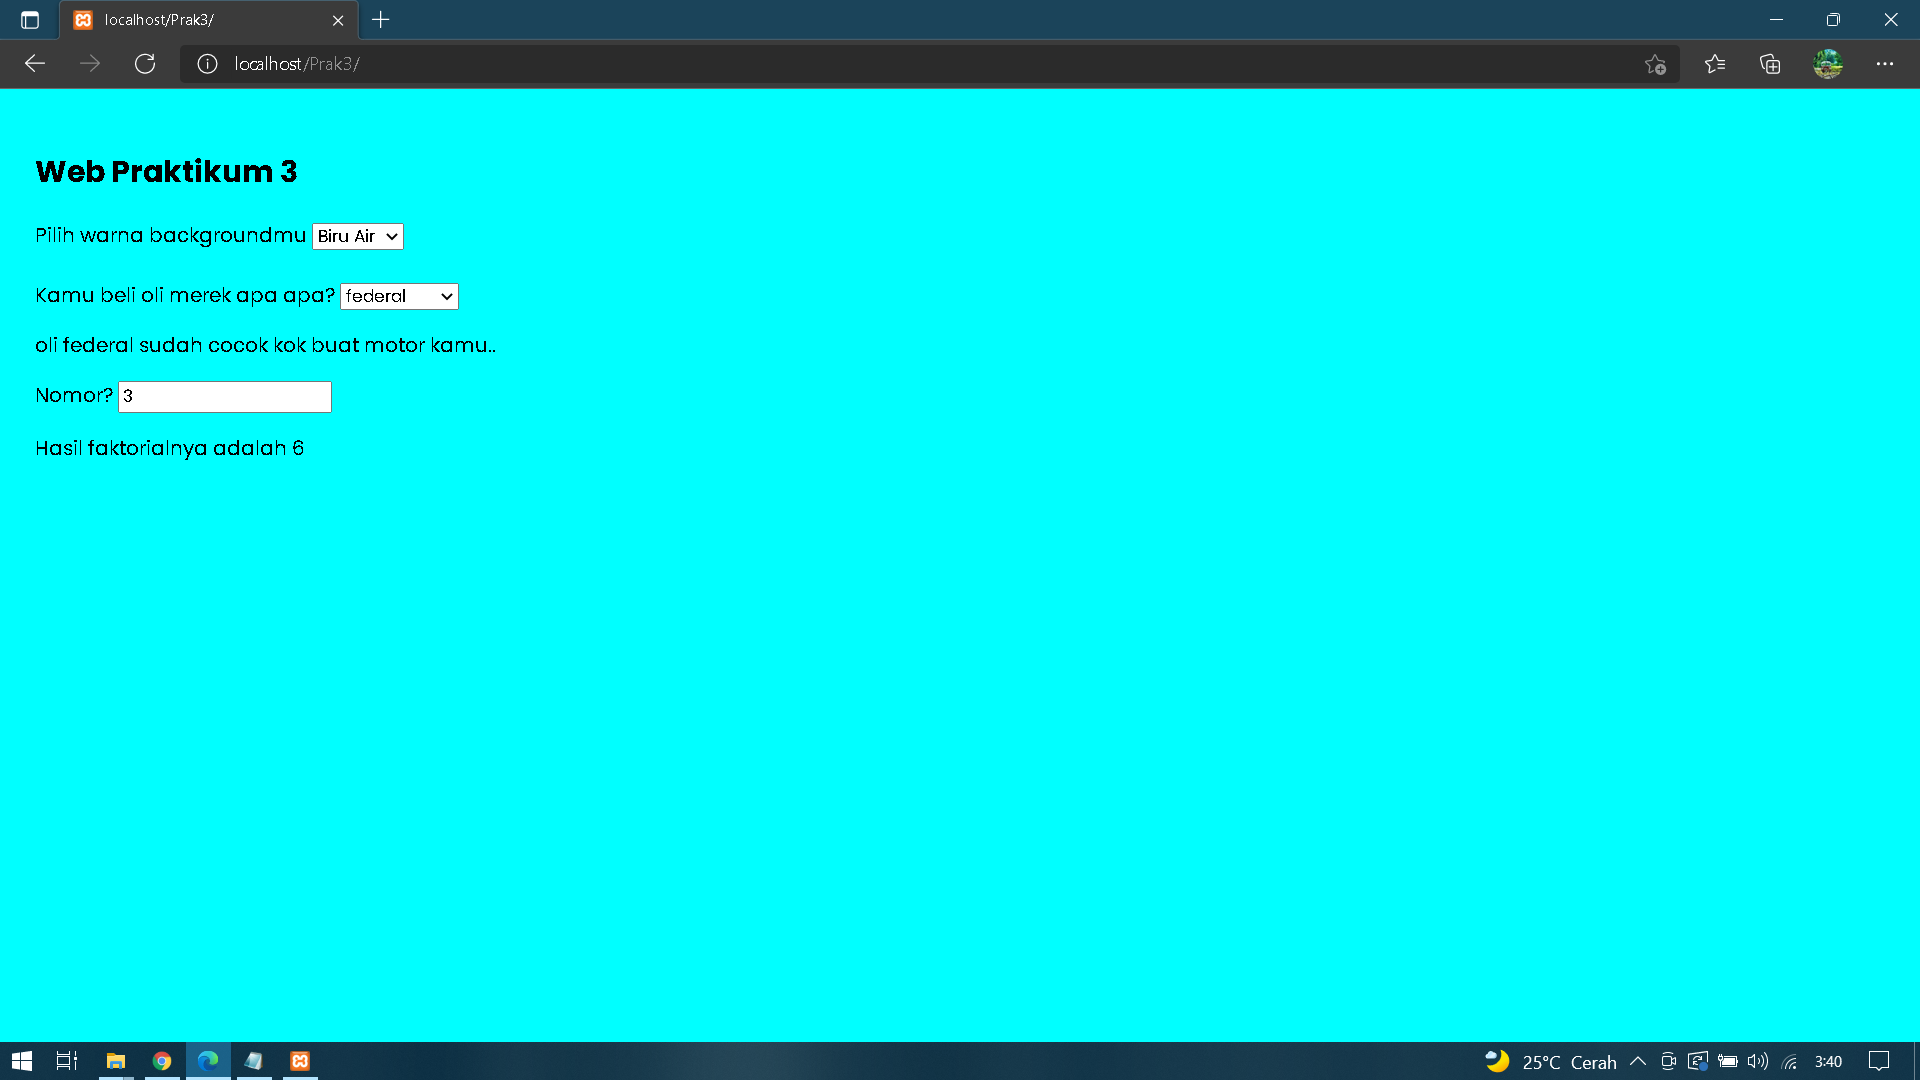 localhost/Prak3/
localhost/Prak3/
Web Praktikum 3
Pilih warna backgroundmu Biru Air
Kamu beli oli merek apa apa? federal
oli federal sudah cocok kok buat motor kamu..
Nomor? 3
Hasil faktorialnya adalah 6
25°C Cerah 3:40